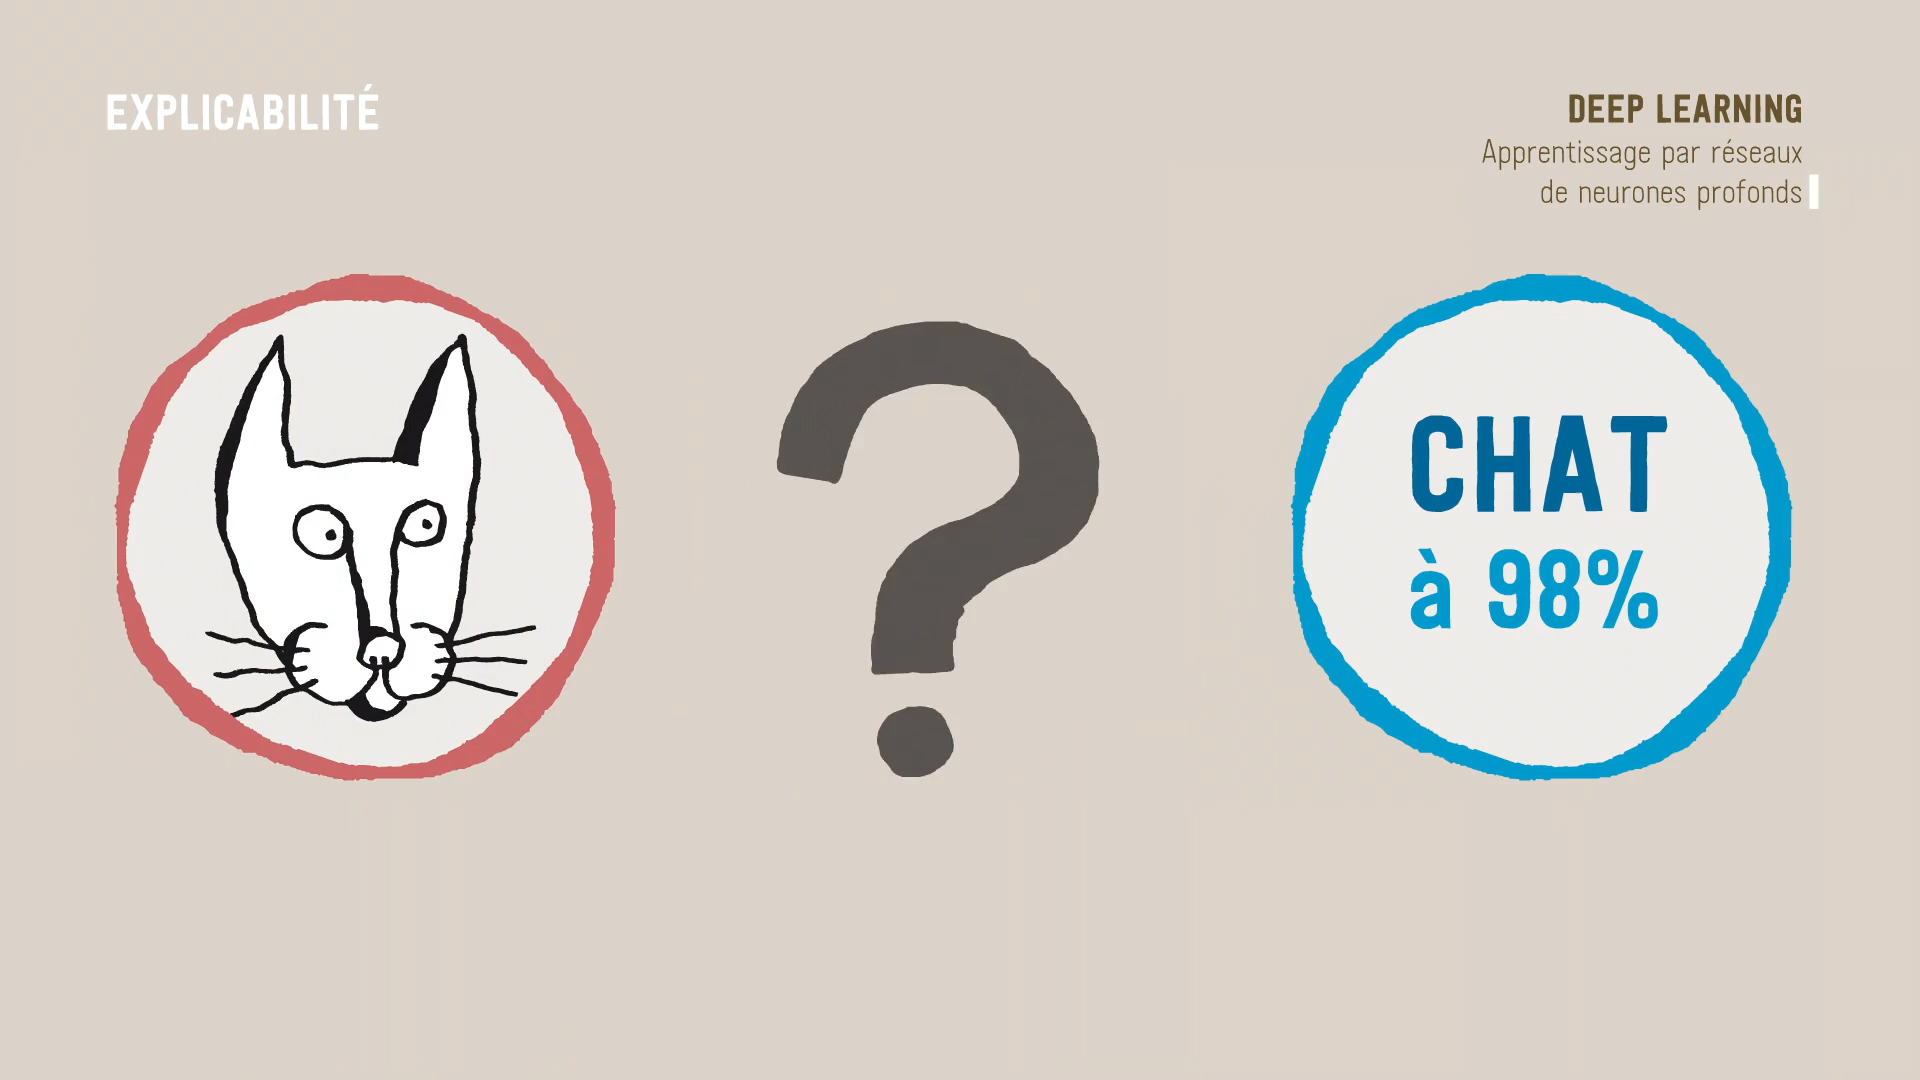 EXPLICABILITÉ
DEEP LEARNING
Apprentissage par réseaux
de neurones profonds
?
CHAT
à 98%